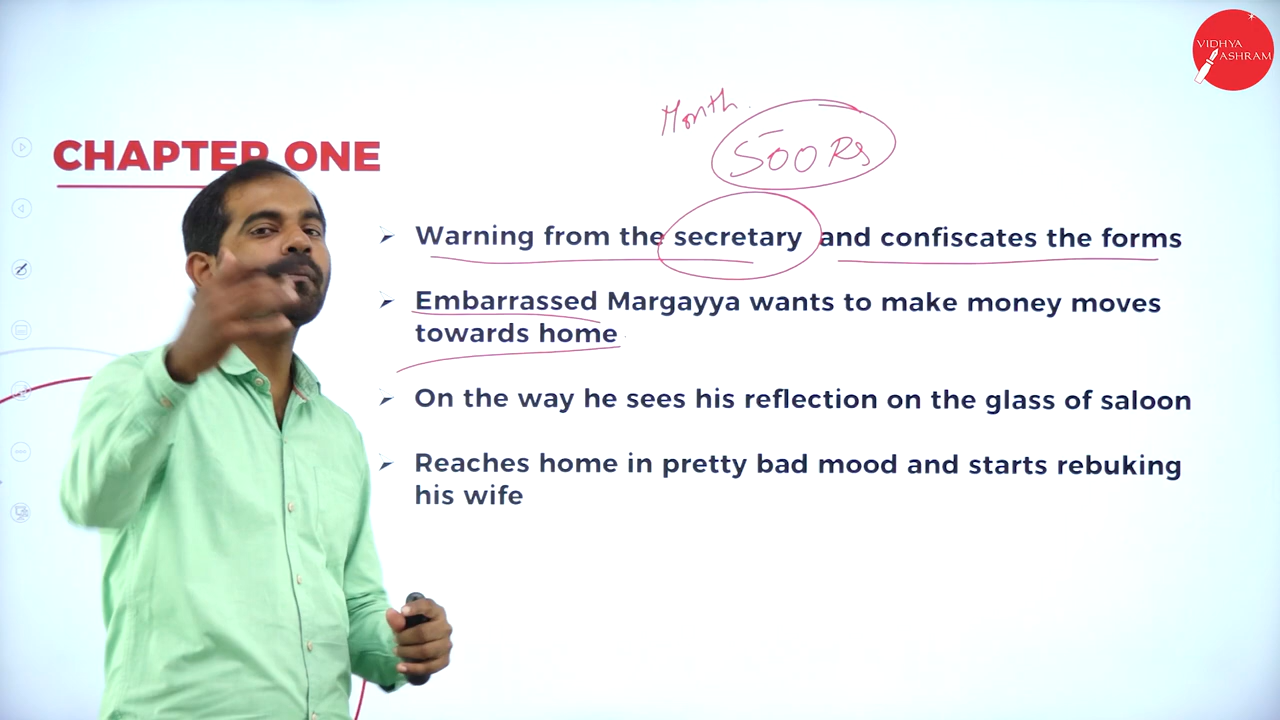 VIDHYA
ASHRAM
Month
500 Rs
CHAPTER ONE
Warning from the secretary and confiscates the forms
Embarrassed Margayya wants to make money moves
towards home
On the way he sees his reflection on the glass of saloon
Reaches home in pretty bad mood and starts rebuking
his wife